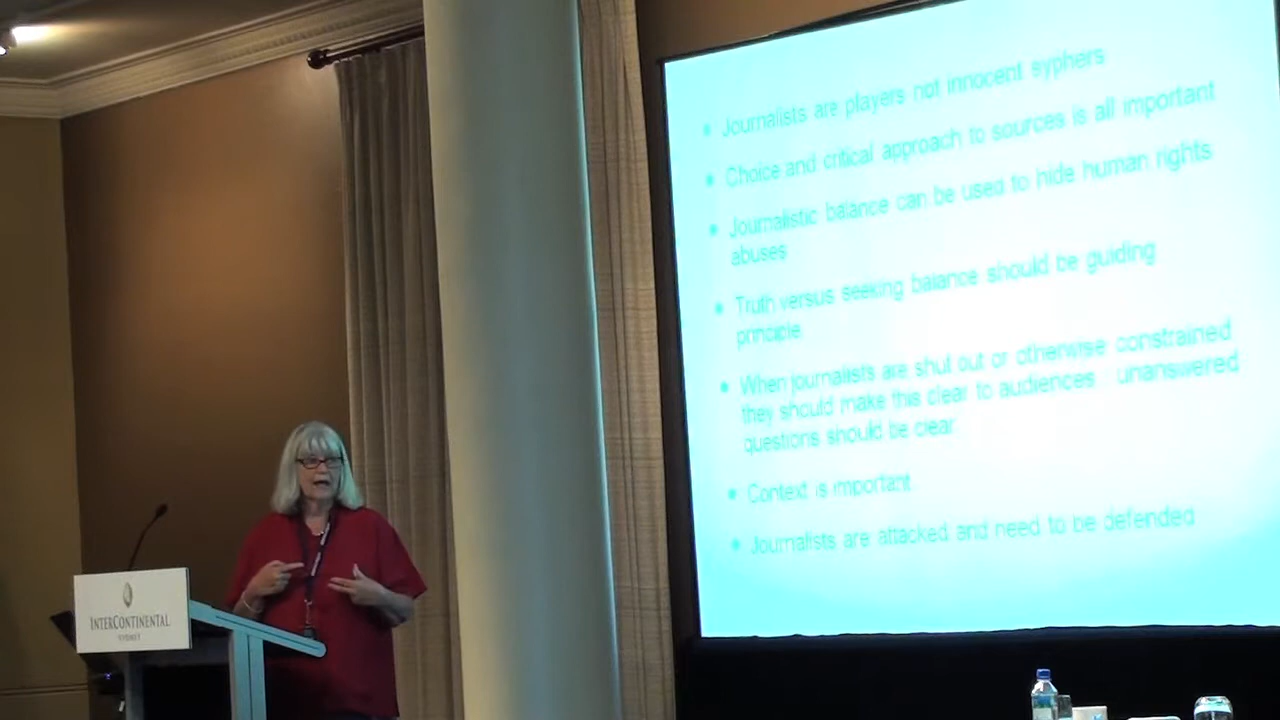 Journalists are players not innocent syphers
Choice and critical approach to sources is all important
Journalistic balance can be used to hide human rights
abuses
Truth versus seeking balance should be guiding
principle
When journalists are shut out or otherwise constrained
they should make this clear to audiences : unanswered
questions should be clear
Context is important
Journalists are attacked and need to be defended
INTERCONTINENTAL
SYDNEY